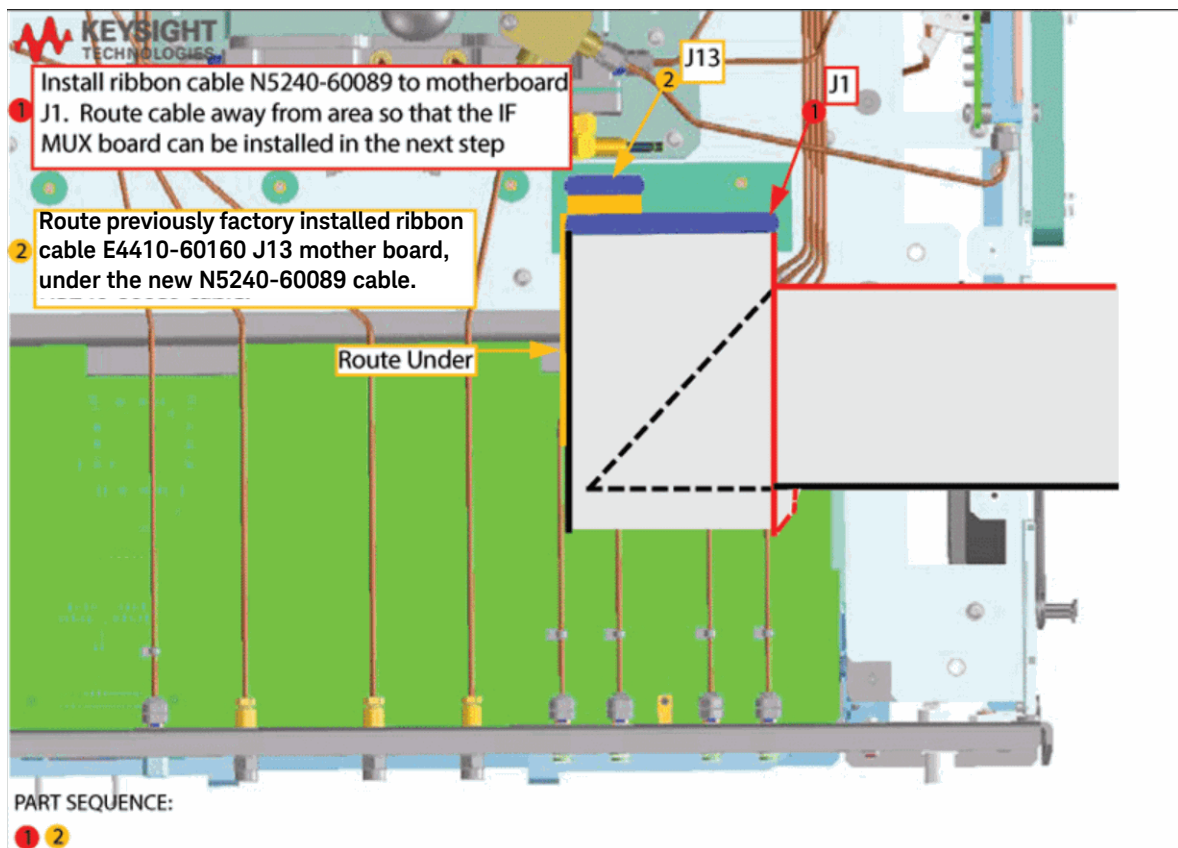 KEYSIGHT
TECHNOLOGIES
J13
2
J1
1
1
Install ribbon cable N5240-60089 to motherboard
J1. Route cable away from area so that the IF
MUX board can be installed in the next step
2
Route previously factory installed ribbon
cable E4410-60160 J13 mother board,
under the new N5240-60089 cable.
Route Under
PART SEQUENCE:
1 2